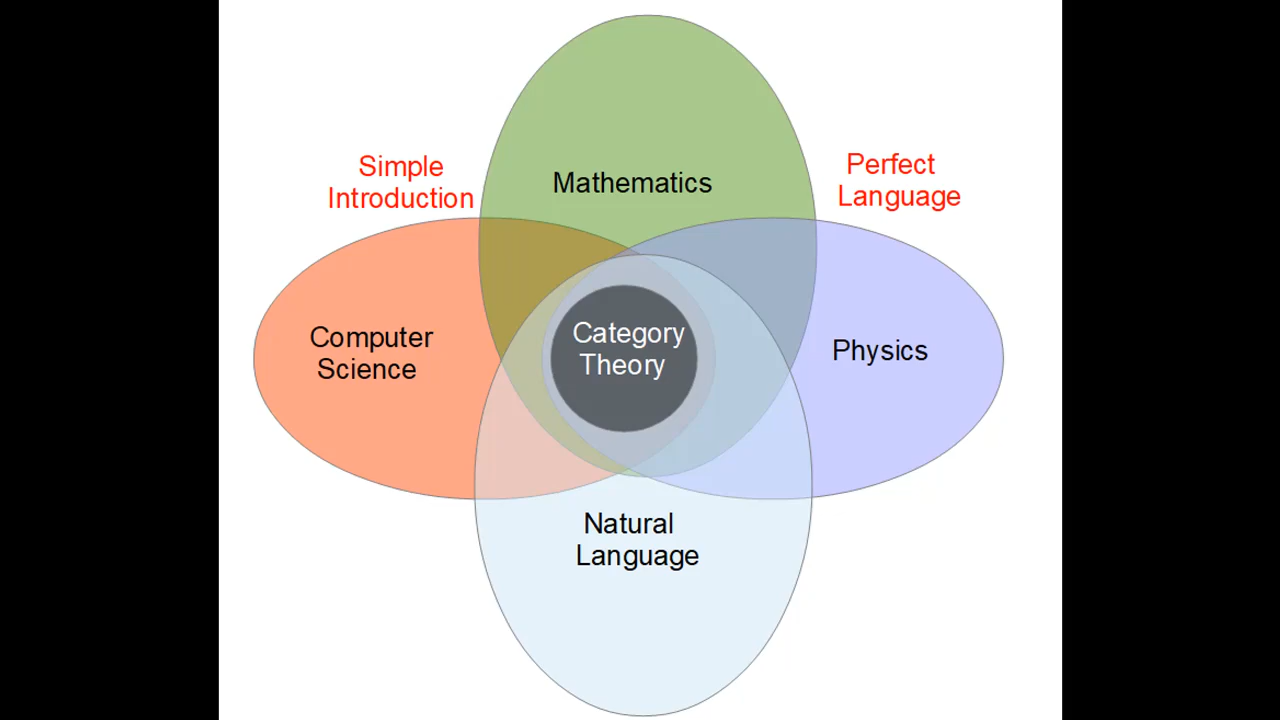 Simple
Introduction
Mathematics
Perfect
Language
Computer
Science
Category
Theory
Physics
Natural
Language